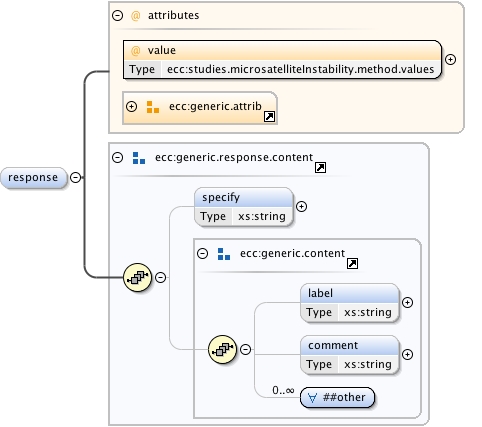 @ attributes
@ value
Type ecc:studies.microsatelliteInstability.method.values
ecc:generic.attrib
response
ecc:generic.response.content
specify
Type xs:string
ecc:generic.content
label
Type xs:string
comment
Type xs:string
0..∞
∀ ##other